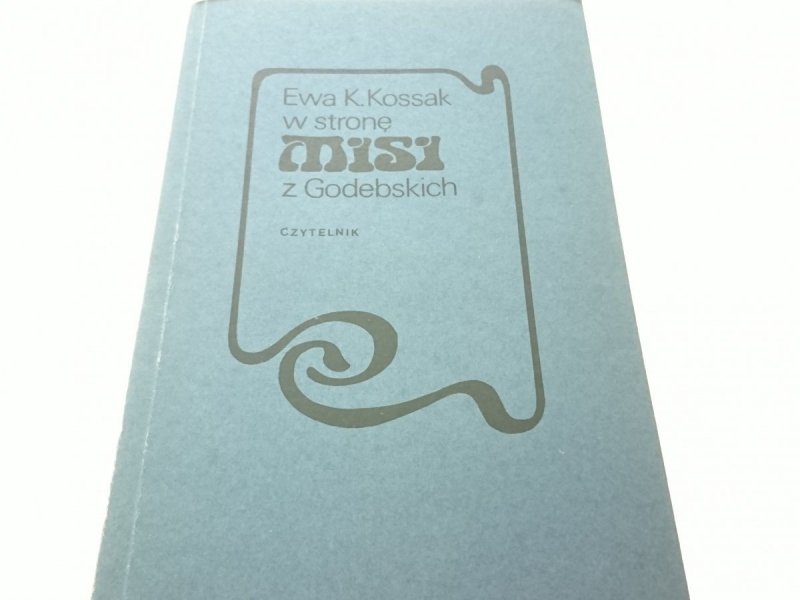 Ewa K. Kossak
w stronę
MISI
z Godebskich
CZYTELNIK